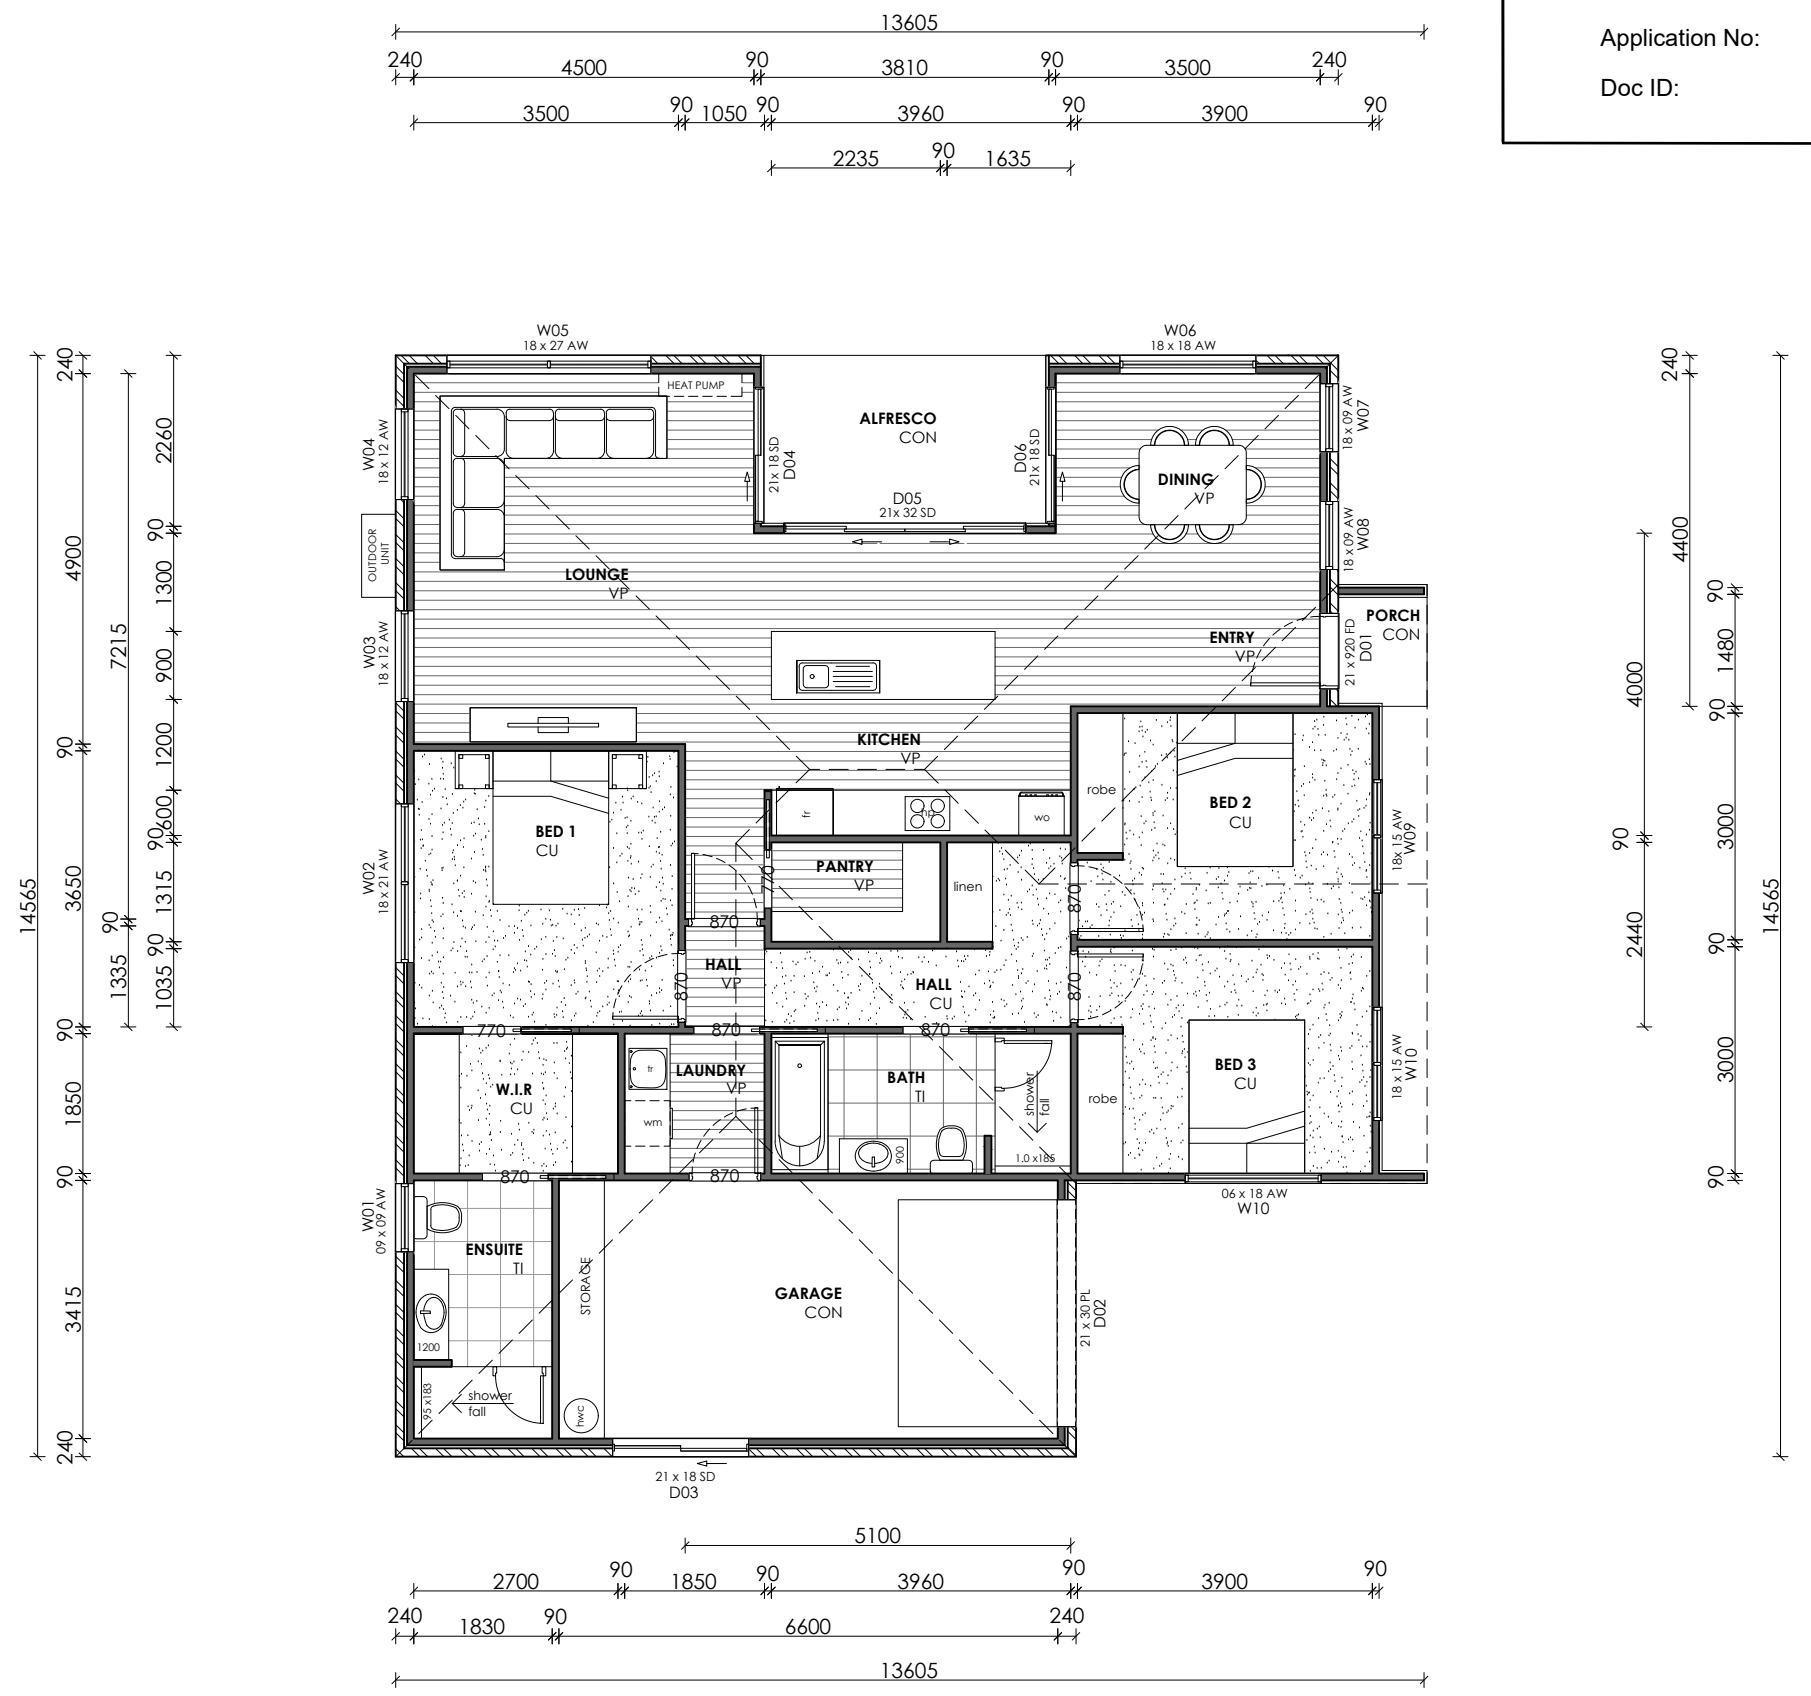 Application No:
Doc ID:
13605
240
4500
90
3810
90
3500
240
3500
90
1050
90
3960
90
3900
90
2235
90
1635
W05
18 x 27 AW
W06
18 x 18 AW
HEAT PUMP
ALFRESCO
CON
W04
18 x 12 AW
21x 18 SD
D04
D06
21x 18 SD
D05
21x 32 SD
DINING
VP
18 x 09 AW
W07
18 x 09 AW
W08
OUTDOOR
UNIT
LOUNGE
VP
W03
18 x 12 AW
ENTRY
VP
PORCH
CON
21 x 920 FD
D01
KITCHEN
VP
fr
hp
wo
robe
BED 2
CU
18x 15 AW
W09
BED 1
CU
W02
18 x 21 AW
PANTRY
VP
770
linen
870
870
870
HALL
VP
HALL
CU
870
770
870
870
W.I.R
CU
tr
wm
LAUNDRY
VP
BATH
TI
900
shower
fall
1.0 x185
robe
BED 3
CU
18 x 15 AW
W10
870
870
06 x 18 AW
W10
W01
09 x 09 AW
ENSUITE
TI
1200
95 x183
shower
fall
STORAGE
hwc
GARAGE
CON
21 x 30 PL
D02
21 x 18 SD
D03
14565
240
4900
90
3650
90
1850
90
3415
240
7215
90
1335
2260
90
1300
900
1200
600
90
1315
90
1035
4000
90
2440
240
4400
90
1480
90
3000
90
3000
90
14565
5100
2700
90
1850
90
3960
90
3900
90
240
1830
90
6600
240
13605